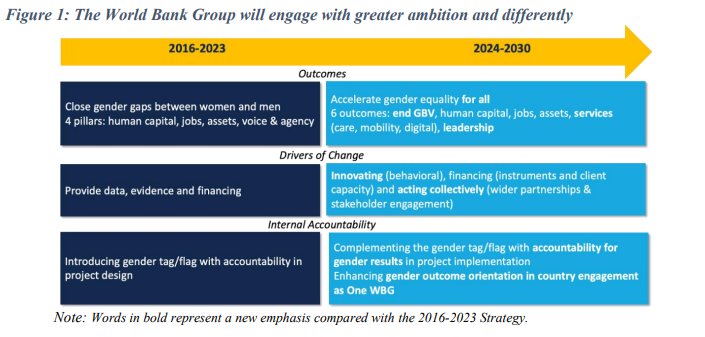 Figure 1: The World Bank Group will engage with greater ambition and differently
2016-2023
2024-2030
Outcomes
Close gender gaps between women and men
4 pillars: human capital, jobs, assets, voice & agency
Accelerate gender equality for all
6 outcomes: end GBV, human capital, jobs, assets, services
(care, mobility, digital), leadership
Drivers of Change
Provide data, evidence and financing
Innovating (behavioral), financing (instruments and client
capacity) and acting collectively (wider partnerships &
stakeholder engagement)
Internal Accountability
Introducing gender tag/flag with accountability in
project design
Complementing the gender tag/flag with accountability for
gender results in project implementation
Enhancing gender outcome orientation in country engagement
as One WBG
Note: Words in bold represent a new emphasis compared with the 2016-2023 Strategy.